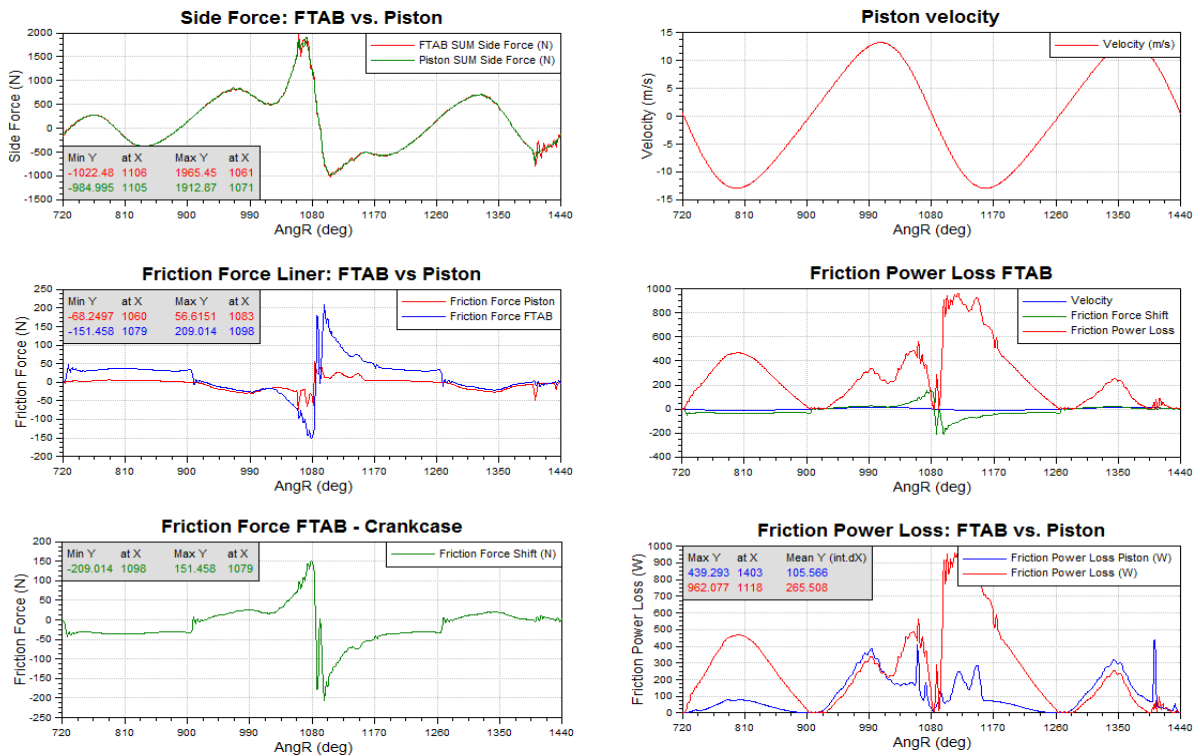 Side Force: FTAB vs. Piston
Side Force (N)
2000
1500
1000
500
0
-500
-1000
-1500
FTAB SUM Side Force (N)
Piston SUM Side Force (N)
Min Y at X Max Y at X
-1022.48 1106 1965.45 1061
-984.995 1105 1912.87 1071
720 810 900 990 1080 1170 1260 1350 1440
AngR (deg)
Piston velocity
Velocity (m/s)
15
10
5
0
-5
-10
-15
Velocity (m/s)
720 810 900 990 1080 1170 1260 1350 1440
AngR (deg)
Friction Force Liner: FTAB vs Piston
Friction Force (N)
250
200
150
100
50
0
-50
-100
-150
-200
Min Y at X Max Y at X
-68.2497 1060 56.6151 1083
-151.458 1079 209.014 1098
Friction Force Piston
Friction Force FTAB
720 810 900 990 1080 1170 1260 1350 1440
AngR (deg)
Friction Power Loss FTAB
1000
800
600
400
200
0
-200
-400
Velocity
Friction Force Shift
Friction Power Loss
720 810 900 990 1080 1170 1260 1350 1440
AngR (deg)
Friction Force FTAB - Crankcase
Friction Force (N)
200
150
100
50
0
-50
-100
-150
-200
-250
Min Y at X Max Y at X
-209.014 1098 151.458 1079
Friction Force Shift (N)
720 810 900 990 1080 1170 1260 1350 1440
AngR (deg)
Friction Power Loss: FTAB vs. Piston
Friction Power Loss (W)
1000
900
800
700
600
500
400
300
200
100
0
Max Y at X Mean Y (int.dX)
439.293 1403 105.566
962.077 1118 265.508
Friction Power Loss Piston (W)
Friction Power Loss (W)
720 810 900 990 1080 1170 1260 1350 1440
AngR (deg)